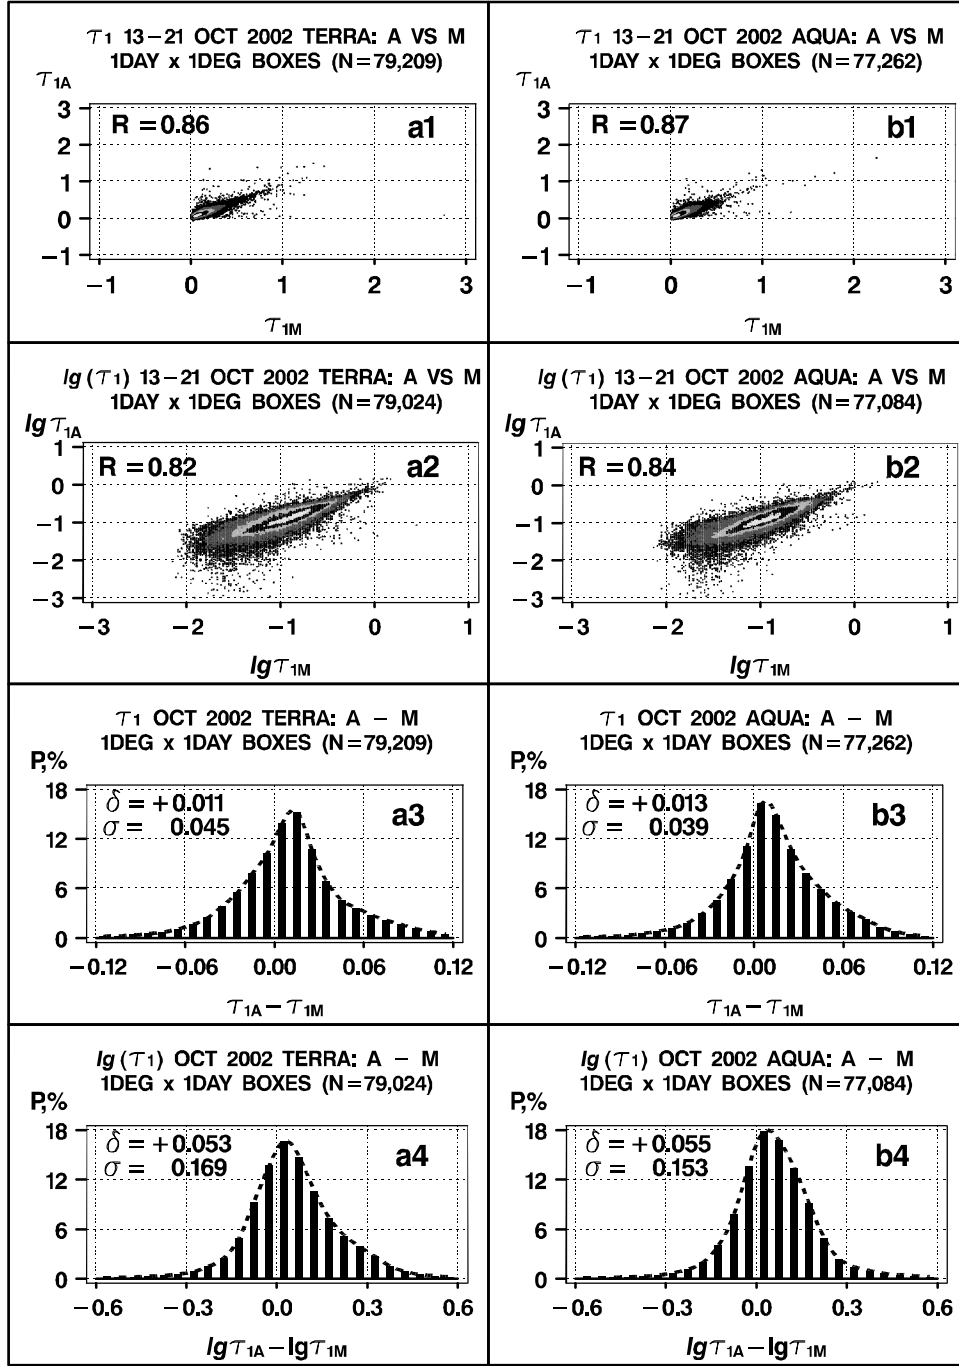 τ1 13−21 OCT 2002 TERRA: A VS M
1DAY x 1DEG BOXES (N=79,209)
τ1A
3
2
1
0
−1
R = 0.86
a1
−1 0 1 2 3
τ1M
τ1 13−21 OCT 2002 AQUA: A VS M
1DAY x 1DEG BOXES (N=77,262)
τ1A
3
2
1
0
−1
R = 0.87
b1
−1 0 1 2 3
τ1M
lg(τ1) 13−21 OCT 2002 TERRA: A VS M
1DAY x 1DEG BOXES (N=79,024)
lgτ1A
1
0
−1
−2
−3
R = 0.82
a2
−3 −2 −1 0 1
lgτ1M
lg(τ1) 13−21 OCT 2002 AQUA: A VS M
1DAY x 1DEG BOXES (N=77,084)
lgτ1A
1
0
−1
−2
−3
R = 0.84
b2
−3 −2 −1 0 1
lgτ1M
τ1 OCT 2002 TERRA: A − M
1DEG x 1DAY BOXES (N=79,209)
P,%
18
12
6
0
δ = +0.011
σ = 0.045
a3
−0.12 −0.06 0.00 0.06 0.12
τ1A−τ1M
τ1 OCT 2002 AQUA: A − M
1DEG x 1DAY BOXES (N=77,262)
P,%
18
12
6
0
δ = +0.013
σ = 0.039
b3
−0.12 −0.06 0.00 0.06 0.12
τ1A−τ1M
lg(τ1) OCT 2002 TERRA: A − M
1DEG x 1DAY BOXES (N=79,024)
P,%
18
12
6
0
δ = +0.053
σ = 0.169
a4
−0.6 −0.3 0.0 0.3 0.6
lgτ1A−lgτ1M
lg(τ1) OCT 2002 AQUA: A − M
1DEG x 1DAY BOXES (N=77,084)
P,%
18
12
6
0
δ = +0.055
σ = 0.153
b4
−0.6 −0.3 0.0 0.3 0.6
lgτ1A−lgτ1M